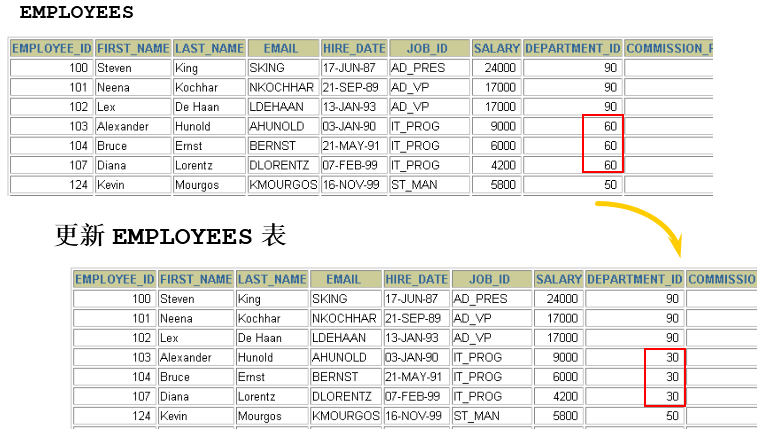 EMPLOYEES
EMPLOYEE_ID FIRST_NAME LAST_NAME EMAIL HIRE_DATE JOB_ID SALARY DEPARTMENT_ID COMMISSION_P
100 Steven King SKING 17-JUN-87 AD_PRES 24000 90
101 Neena Kochhar NKOCHHAR 21-SEP-89 AD_VP 17000 90
102 Lex De Haan LDEHAAN 13-JAN-93 AD_VP 17000 90
103 Alexander Hunold AHUNOLD 03-JAN-90 IT_PROG 9000 60
104 Bruce Ernst BERNST 21-MAY-91 IT_PROG 6000 60
107 Diana Lorentz DLORENTZ 07-FEB-99 IT_PROG 4200 60
124 Kevin Mourgos KMOURGOS 16-NOV-99 ST_MAN 5800 50
更新 EMPLOYEES 表
EMPLOYEE_ID FIRST_NAME LAST_NAME EMAIL HIRE_DATE JOB_ID SALARY DEPARTMENT_ID COMMISSIO
100 Steven King SKING 17-JUN-87 AD_PRES 24000 90
101 Neena Kochhar NKOCHHAR 21-SEP-89 AD_VP 17000 90
102 Lex De Haan LDEHAAN 13-JAN-93 AD_VP 17000 90
103 Alexander Hunold AHUNOLD 03-JAN-90 IT_PROG 9000 30
104 Bruce Ernst BERNST 21-MAY-91 IT_PROG 6000 30
107 Diana Lorentz DLORENTZ 07-FEB-99 IT_PROG 4200 30
124 Kevin Mourgos KMOURGOS 16-NOV-99 ST_MAN 5800 50